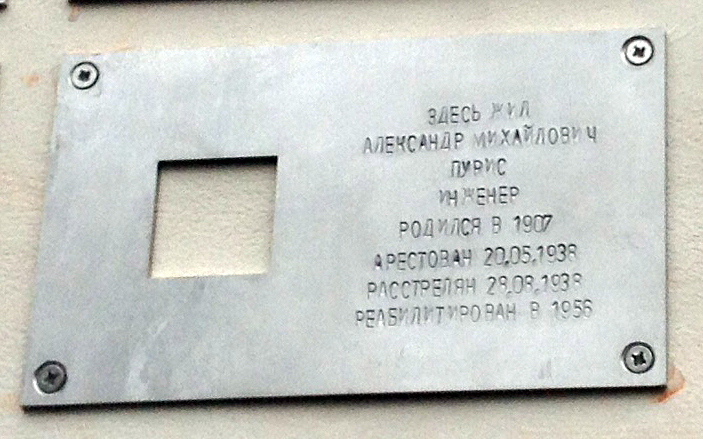 ЗДЕСЬ ЖИЛ
АЛЕКСАНДР МИХАЙЛОВИЧ
ПУРИС
ИНЖЕНЕР
РОДИЛСЯ В 1907
АРЕСТОВАН 20.05.1938
РАССТРЕЛЯН 28.08.1938
РЕАБИЛИТИРОВАН В 1956